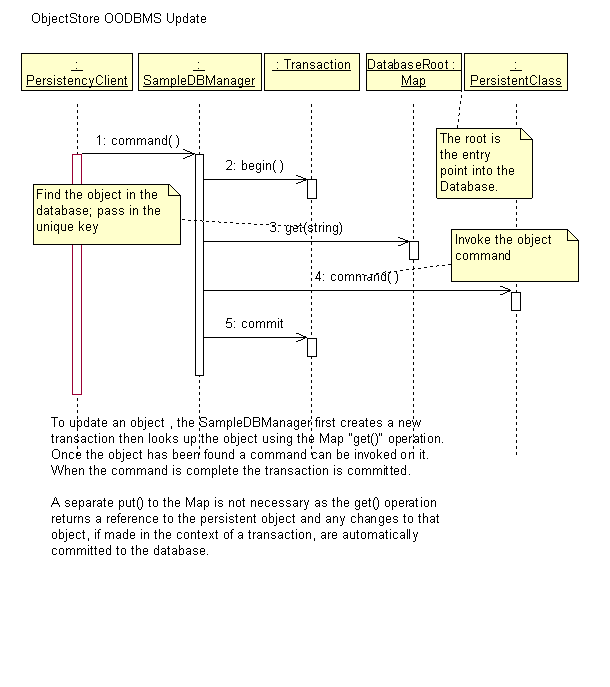 ObjectStore OODBMS Update
:
PersistencyClient
:
SampleDBManager
: Transaction
DatabaseRoot :
Map
:
PersistentClass
The root is
the entry
point into the
Database.
1: command( )
2: begin( )
Find the object in the
database; pass in the
unique key
3: get(string)
Invoke the object
command
4: command( )
5: commit
To update an object , the SampleDBManager first creates a new
transaction then looks up the object using the Map "get()" operation.
Once the object has been found a command can be invoked on it.
When the command is complete the transaction is committed.
A separate put() to the Map is not necessary as the get() operation
returns a reference to the persistent object and any changes to that
object, if made in the context of a transaction, are automatically
committed to the database.